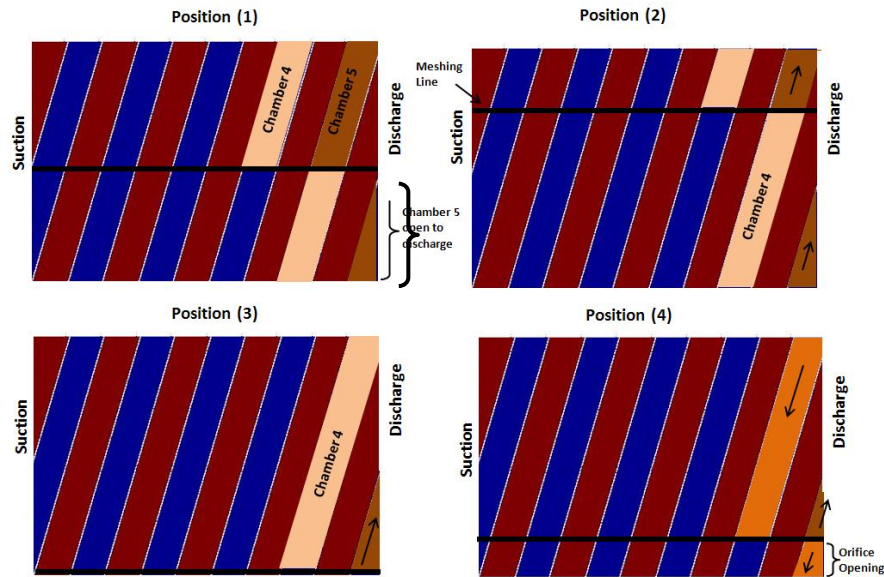 Position (1)
Suction
Chamber 4
Chamber 5
Discharge
Chamber 5
open to
discharge
Position (2)
Meshing
Line
Suction
Chamber 4
Discharge
Position (3)
Suction
Chamber 4
Discharge
Position (4)
Suction
Discharge
Orifice
Opening